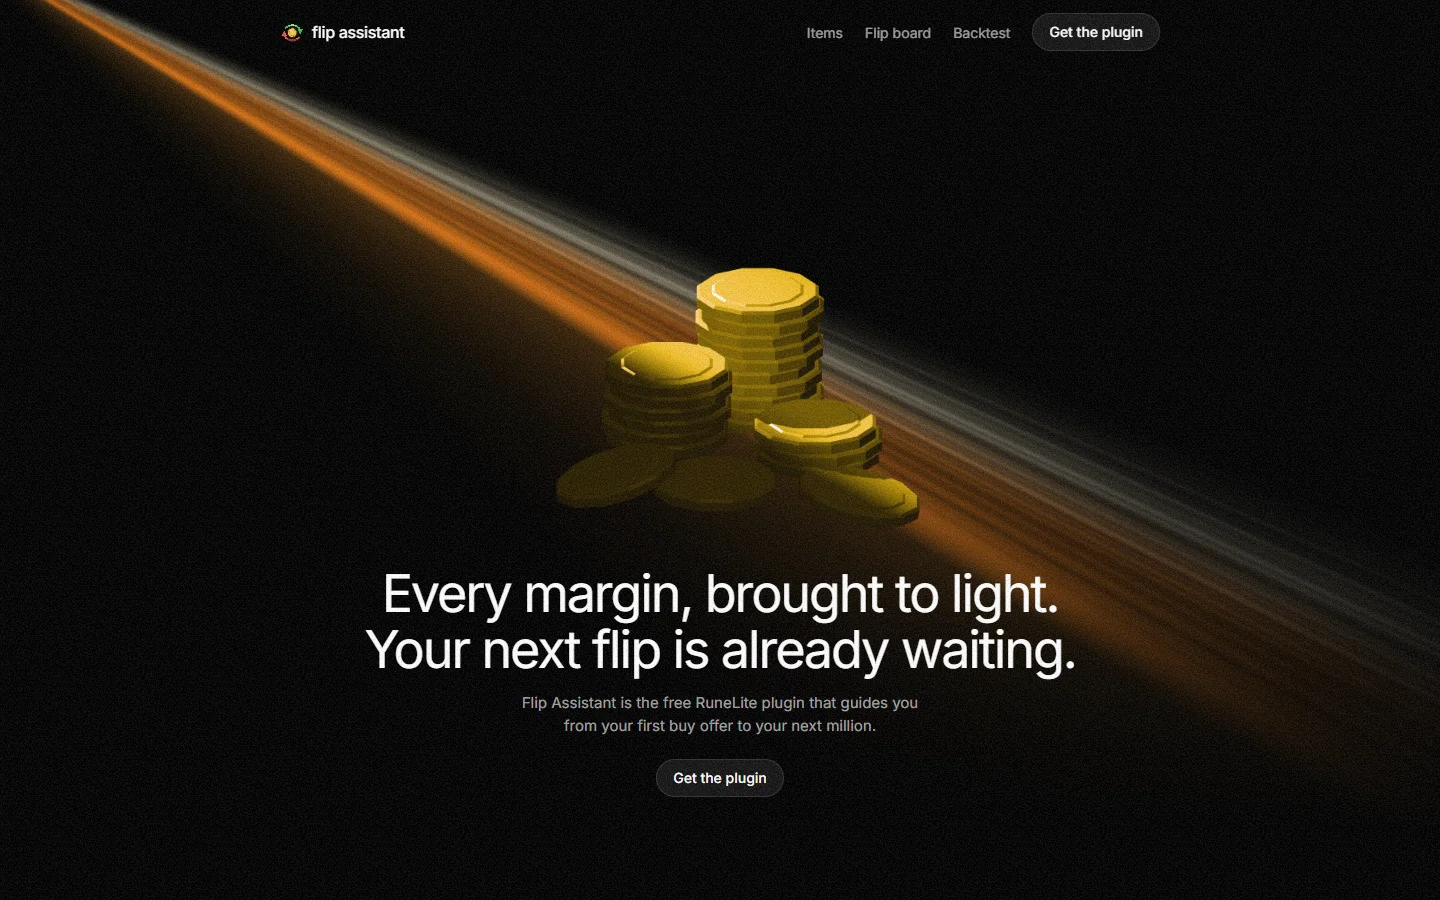 flip assistant
Items
Flip board
Backtest
Get the plugin
Every margin, brought to light.
Your next flip is already waiting.
Flip Assistant is the free RuneLite plugin that guides you
from your first buy offer to your next million.
Get the plugin